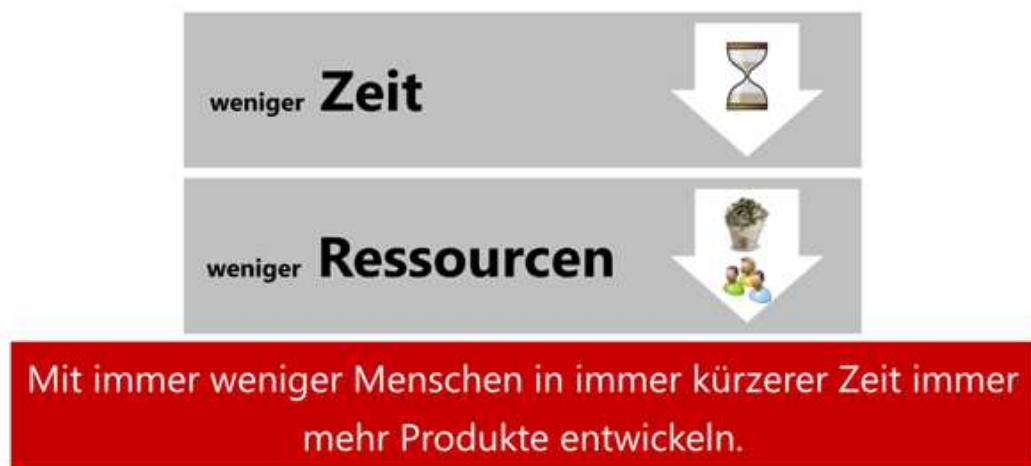 weniger Zeit
weniger Ressourcen
Mit immer weniger Menschen in immer kürzerer Zeit immer
mehr Produkte entwickeln.